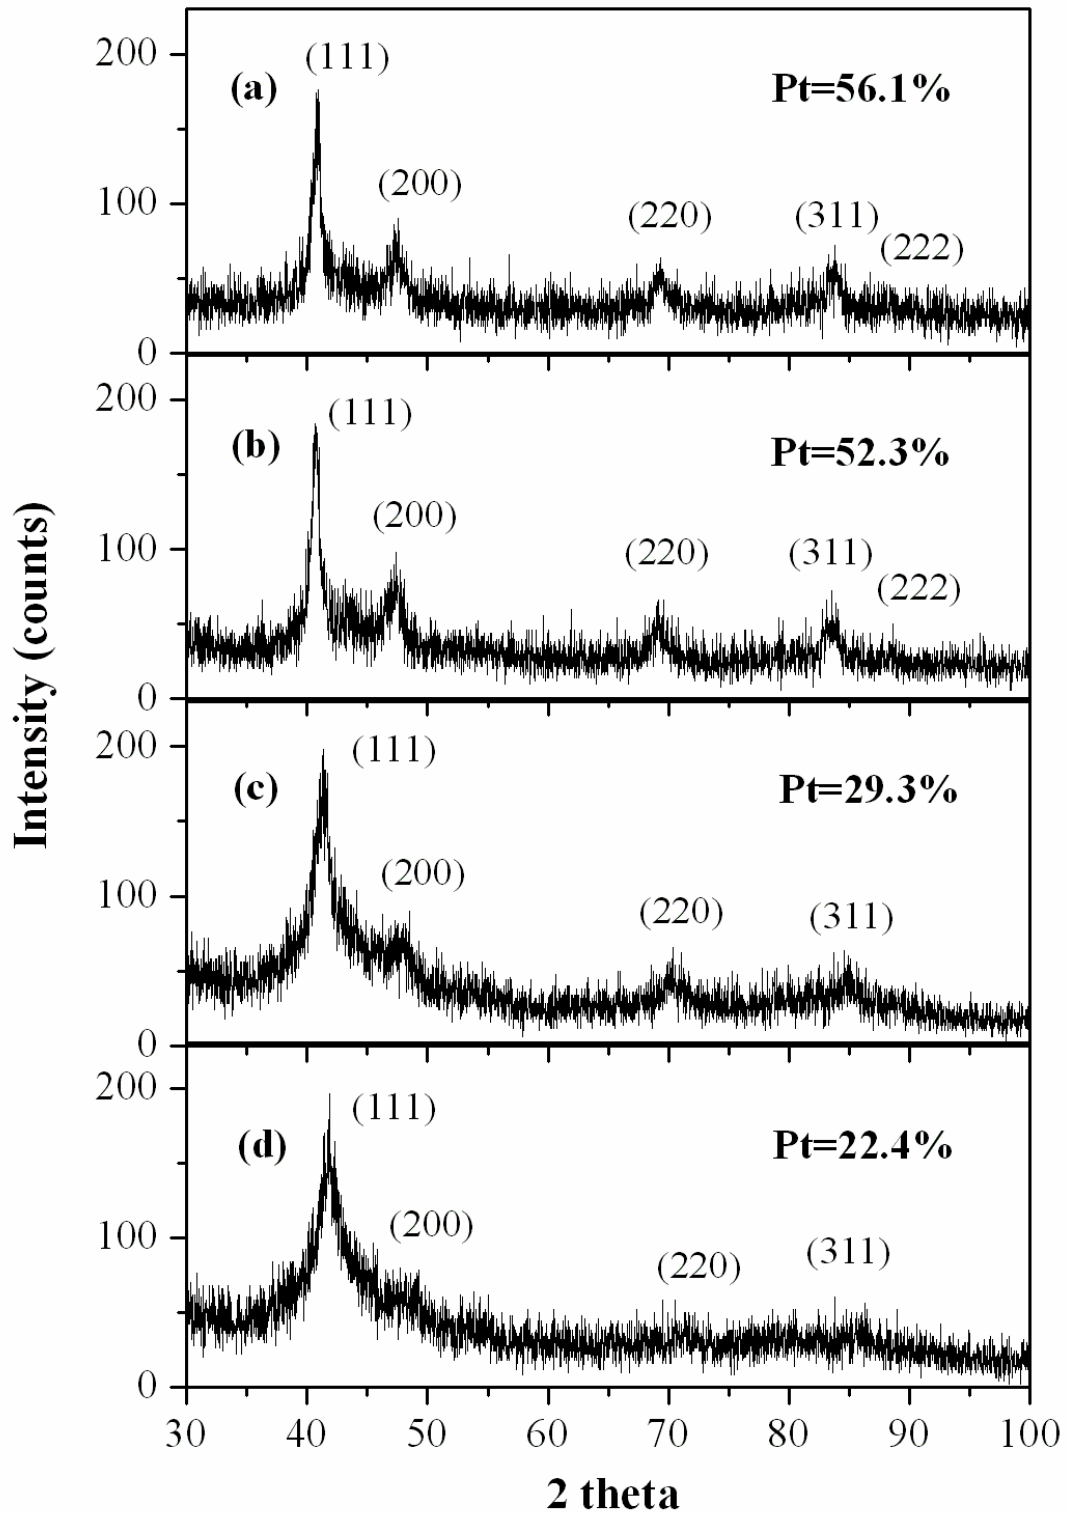 200
(111)
(a)
Pt=56.1%
(200)
100
(220)
(311)
(222)
0
200
(111)
(b)
Pt=52.3%
(200)
100
(220)
(311)
(222)
0
200
(111)
(c)
Pt=29.3%
(200)
100
(220)
(311)
0
200
(111)
(d)
Pt=22.4%
(200)
100
(220)
(311)
0
30 40 50 60 70 80 90 100
2 theta
Intensity (counts)